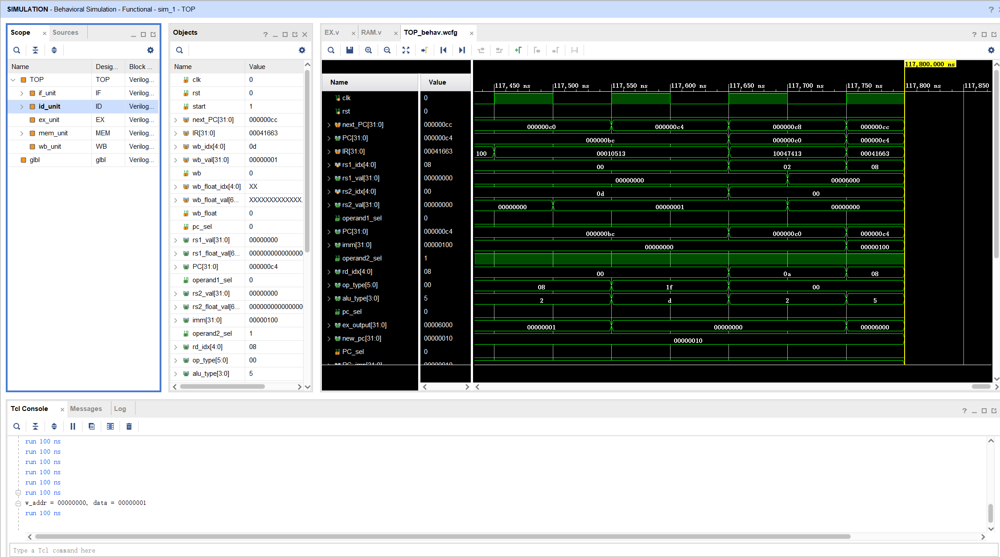 SIMULATION - Behavioral Simulation - Functional - sim_1 - TOP
Scope
Sources
Name Desig... Block ...
TOP TOP Verilog...
if_unit IF Verilog...
id_unit ID Verilog...
ex_unit EX Verilog...
mem_unit MEM Verilog...
wb_unit WB Verilog...
glbl glbl Verilog...
Objects
Name Value
clk 0
rst 0
start 1
next_PC[31:0] 000000cc
IR[31:0] 00041663
wb_idx[4:0] 0d
wb_val[31:0] 00000001
wb 0
wb_float_idx[4:0] XX
wb_float_val[6... XXXXXXXXXXXXX.
wb_float 0
pc_sel 0
rs1_val[31:0] 00000000
rs1_float_val[6... 000000000000000
PC[31:0] 000000c4
operand1_sel 0
rs2_val[31:0] 00000000
rs2_float_val[6... 000000000000000
imm[31:0] 00000100
operand2_sel 1
rd_idx[4:0] 08
op_type[5:0] 00
alu_type[3:0] 5
EX.v
RAM.v
TOP_behav.wcfg
117,800.000 ns
Name Value
117,450 ns 117,500 ns 117,550 ns 117,600 ns 117,650 ns 117,700 ns 117,750 ns 117,800 ns 117,850
clk 0
rst 0
next_PC[31:0] 000000cc 000000c0 000000c4 000000c8 000000cc
PC[31:0] 000000c4 000000bc 000000c0 000000c4
IR[31:0] 00041663 100 00010513 10047413 00041663
rs1_idx[4:0] 08 00 02 08
rs1_val[31:0] 00000000 00000000 00006000
rs2_idx[4:0] 00 0d 00
rs2_val[31:0] 00000000 00000000 00000001 00000000
operand1_sel 0
PC[31:0] 000000c4 000000bc 000000c0 000000c4
imm[31:0] 00000100 00000000 00000100
operand2_sel 1
rd_idx[4:0] 08 00 0a 08
op_type[5:0] 00 08 1f 00
alu_type[3:0] 5 2 d 2 5
pc_sel 0
ex_output[31:0] 00006000 00000001 00000000 00006000
new_pc[31:0] 00000010 00000010
PC_sel 0
PC_imp[31:0] 00000010
Tcl Console
Messages
Log
run 100 ns
run 100 ns
run 100 ns
run 100 ns
run 100 ns
run 100 ns
w_addr = 00000000, data = 00000001
run 100 ns
Type a Tcl command here